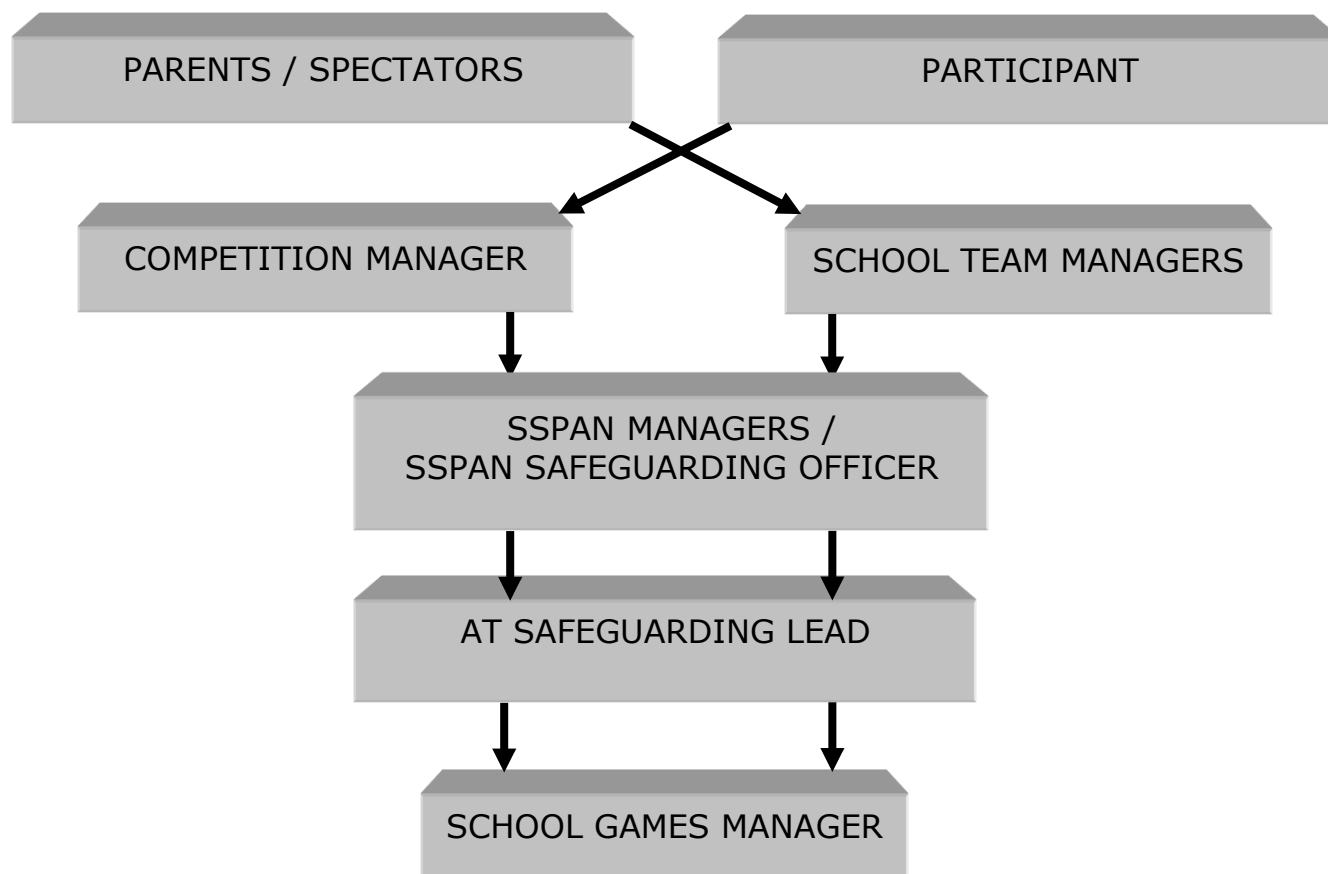 PARENTS / SPECTATORS
PARTICIPANT
COMPETITION MANAGER
SCHOOL TEAM MANAGERS
SSPAN MANAGERS /
SSPAN SAFEGUARDING OFFICER
AT SAFEGUARDING LEAD
SCHOOL GAMES MANAGER